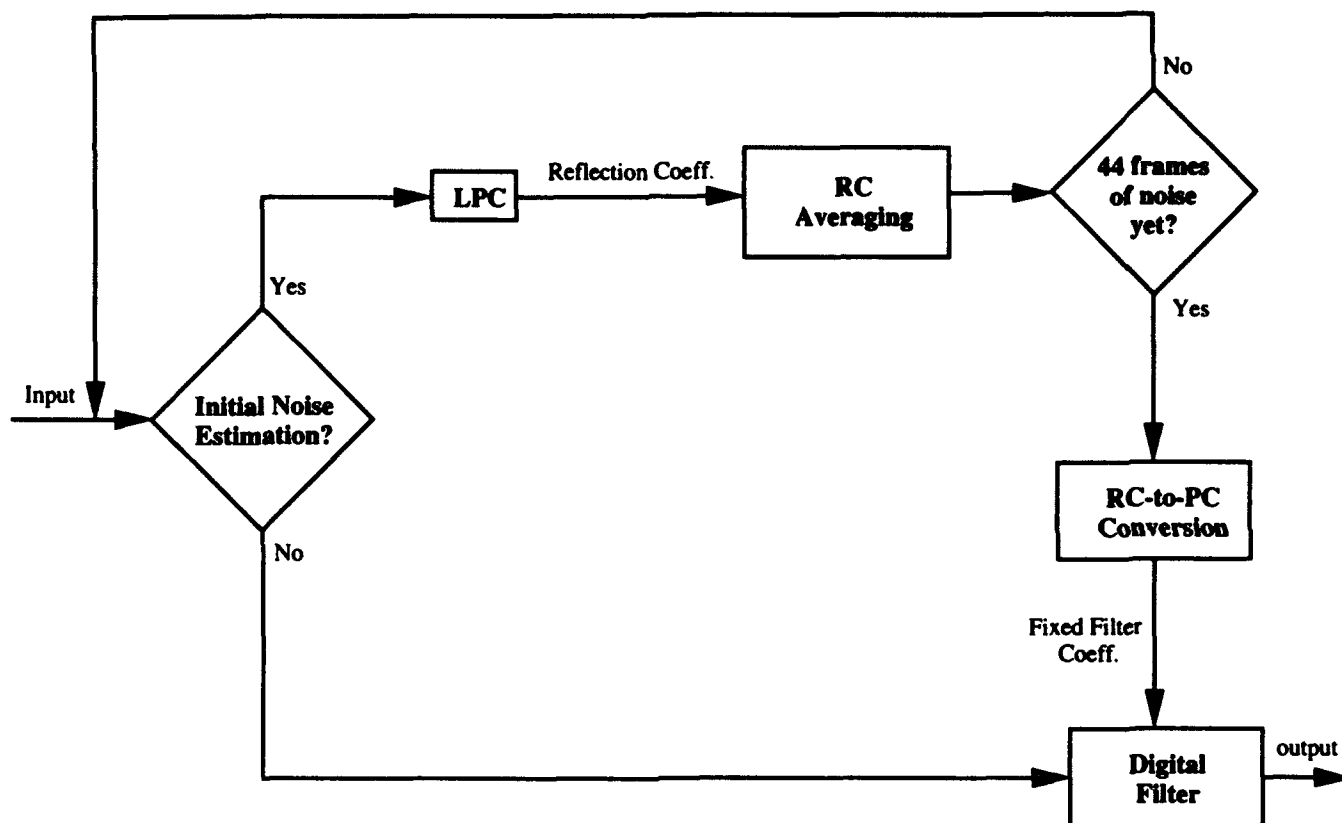 No
44 frames
of noise
yet?
Reflection Coeff.
LPC
RC
Averaging
Yes
Yes
Input
Initial Noise
Estimation?
RC-to-PC
Conversion
No
Fixed Filter
Coeff.
Digital
Filter
output